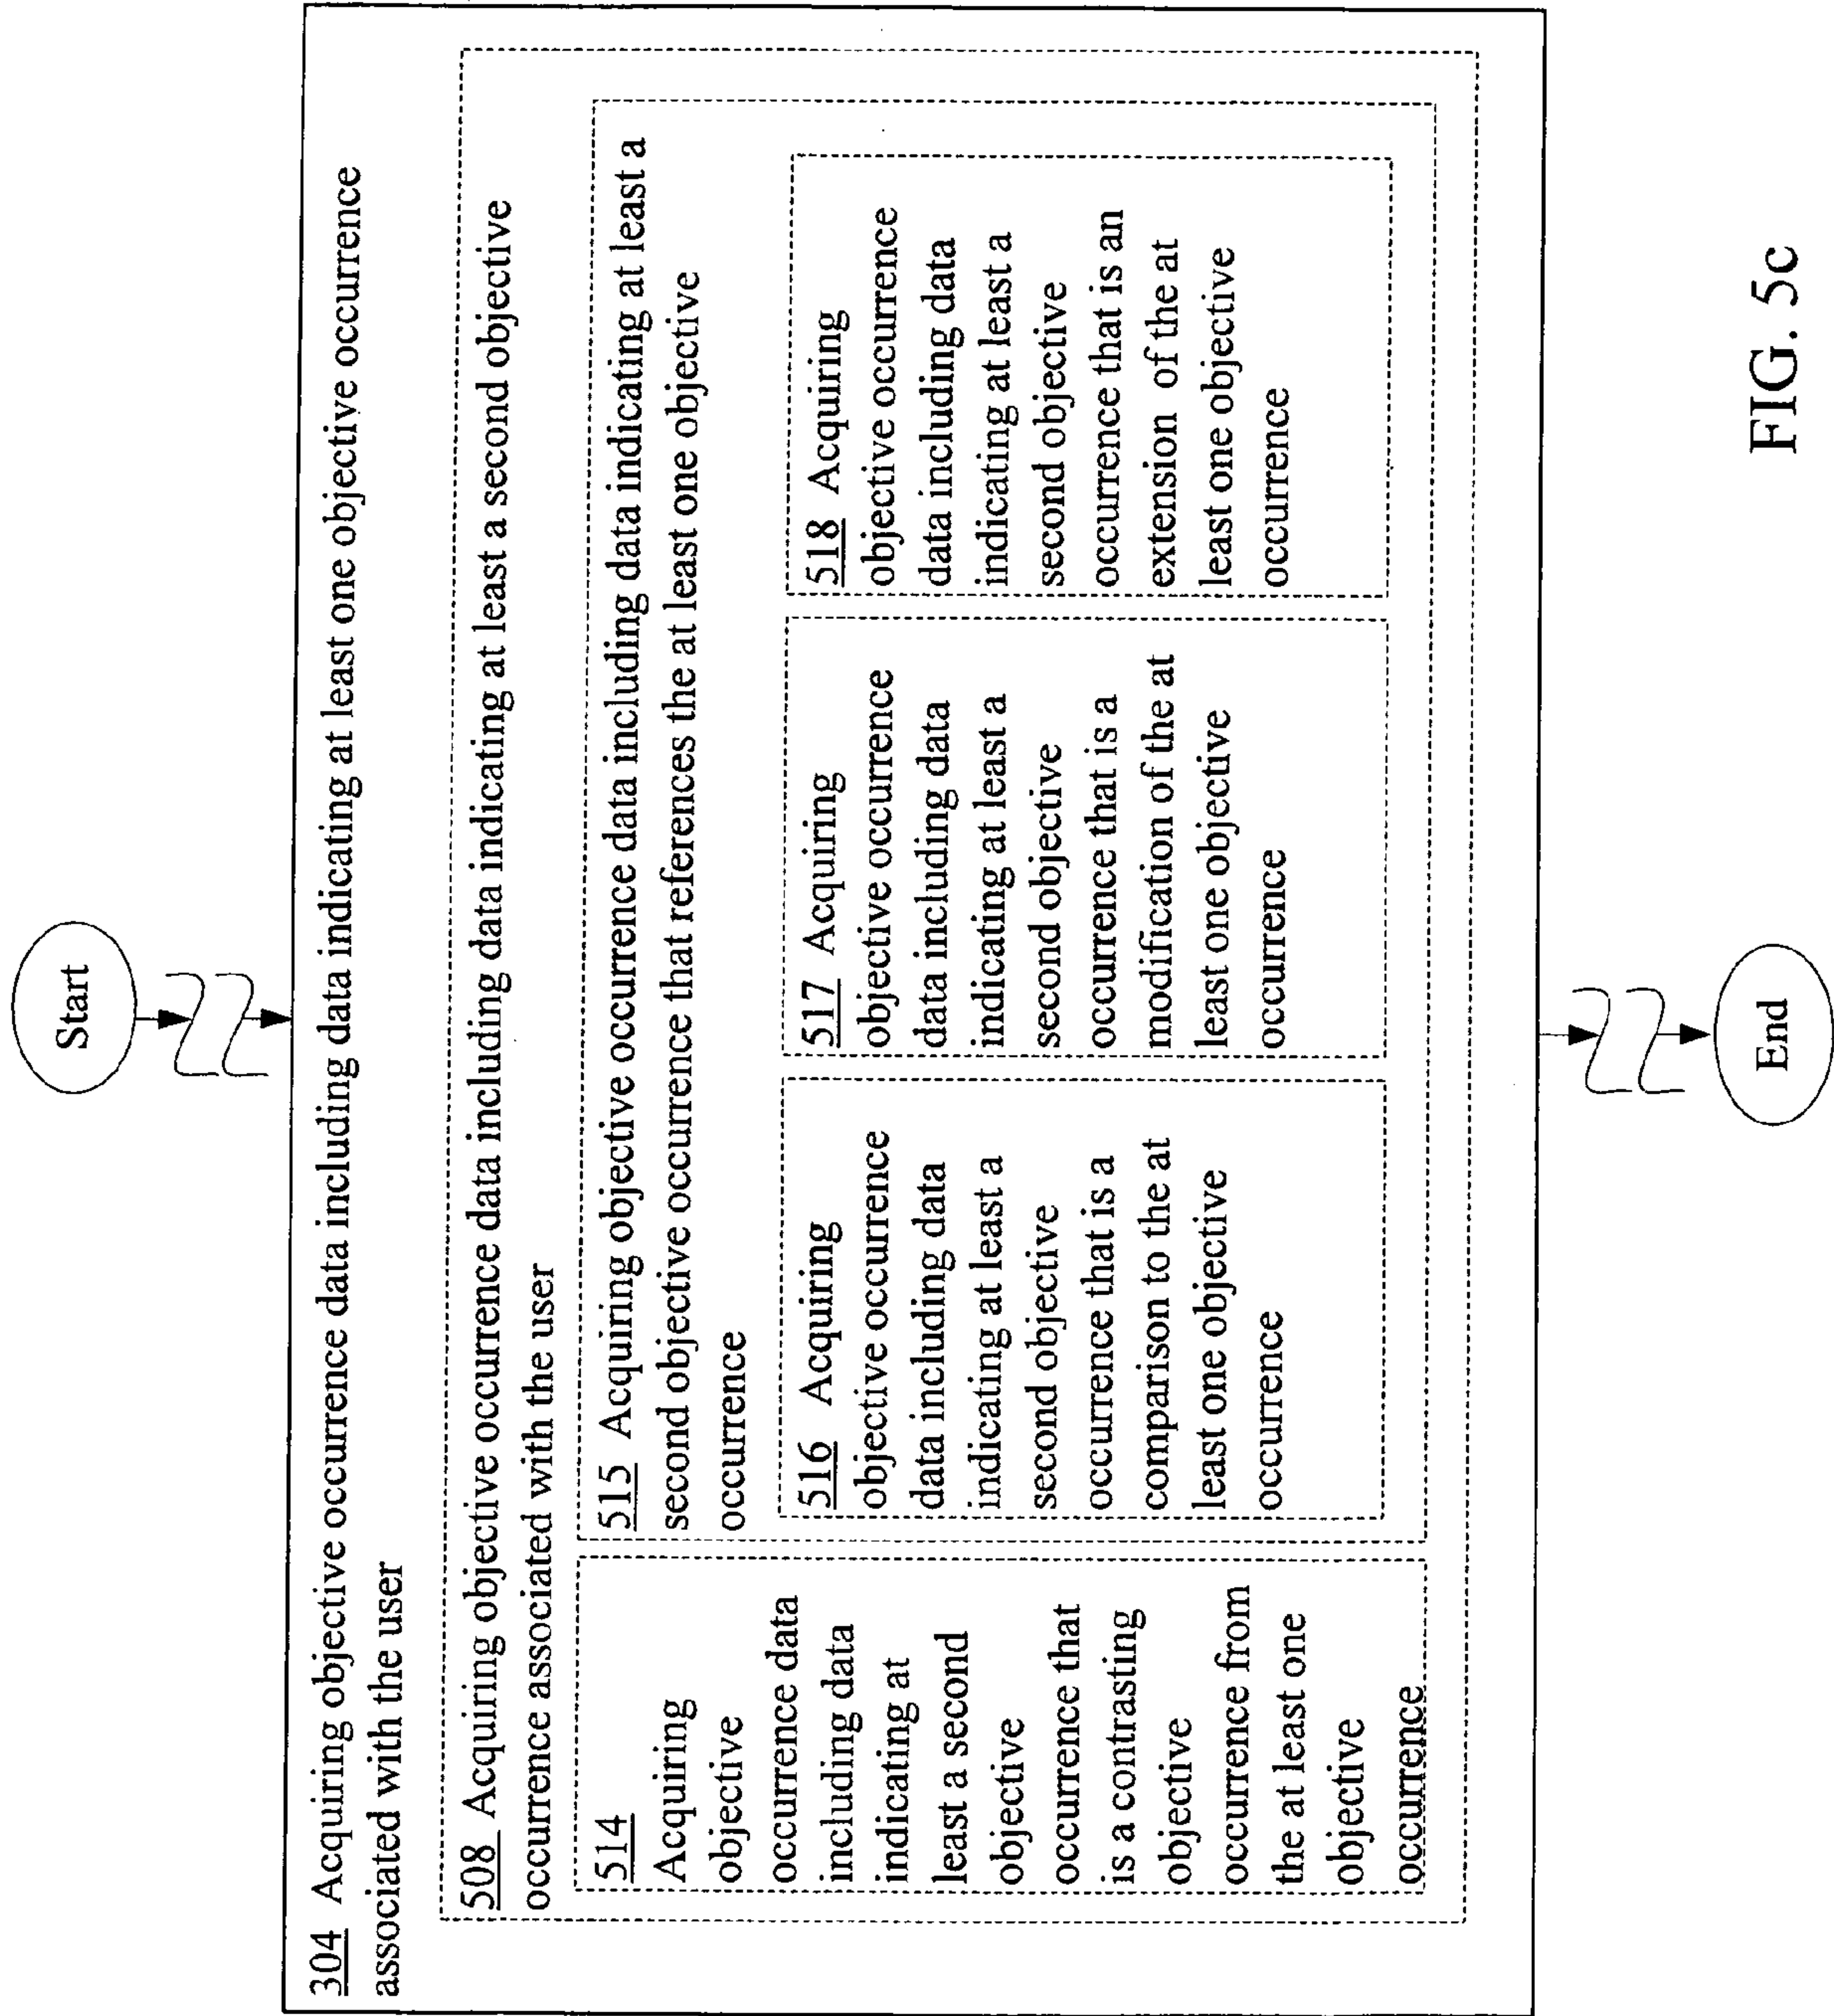 Start
304 Acquiring objective occurrence data including data indicating at least one objective occurrence
associated with the user
508 Acquiring objective occurrence data including data indicating at least a second objective
occurrence associated with the user
514
Acquiring
objective
occurrence data
including data
indicating at
least a second
objective
occurrence that
is a contrasting
objective
occurrence from
the at least one
objective
occurrence
515 Acquiring objective occurrence data including data indicating at least a
second objective occurrence that references the at least one objective
occurrence
516 Acquiring
objective occurrence
data including data
indicating at least a
second objective
occurrence that is a
comparison to the at
least one objective
occurrence
517 Acquiring
objective occurrence
data including data
indicating at least a
second objective
occurrence that is a
modification of the at
least one objective
occurrence
518 Acquiring
objective occurrence
data including data
indicating at least a
second objective
occurrence that is an
extension of the at
least one objective
occurrence
End
FIG. 5c